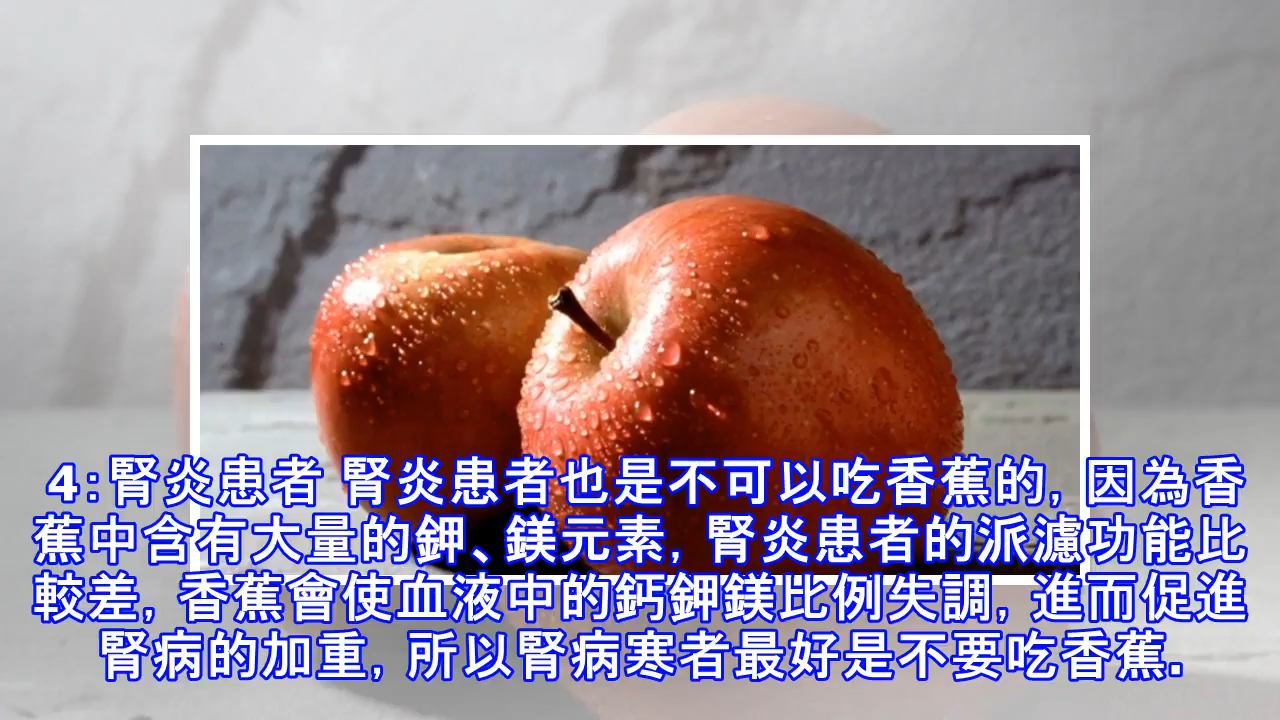 4:腎炎患者 腎炎患者也是不可以吃香蕉的, 因為香
蕉中含有大量的鉀、鎂元素, 腎炎患者的派濾功能比
較差, 香蕉會使血液中的鈣鉀鎂比例失調, 進而促進
腎病的加重, 所以腎病寒者最好是不要吃香蕉.